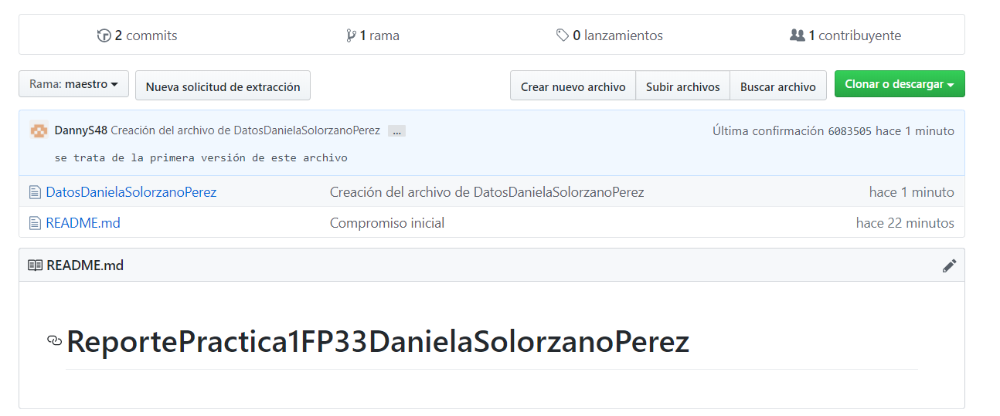 2 commits 1 rama 0 lanzamientos 1 contribuyente
Rama: maestro Nueva solicitud de extracción Crear nuevo archivo Subir archivos Buscar archivo Clonar o descargar
DannyS48 Creación del archivo de DatosDanielaSolorzanoPerez ... Última confirmación 6083505 hace 1 minuto
se trata de la primera versión de este archivo
DatosDanielaSolorzanoPerez Creación del archivo de DatosDanielaSolorzanoPerez hace 1 minuto
README.md Compromiso inicial hace 22 minutos
README.md
ReportePractica1FP33DanielaSolorzanoPerez